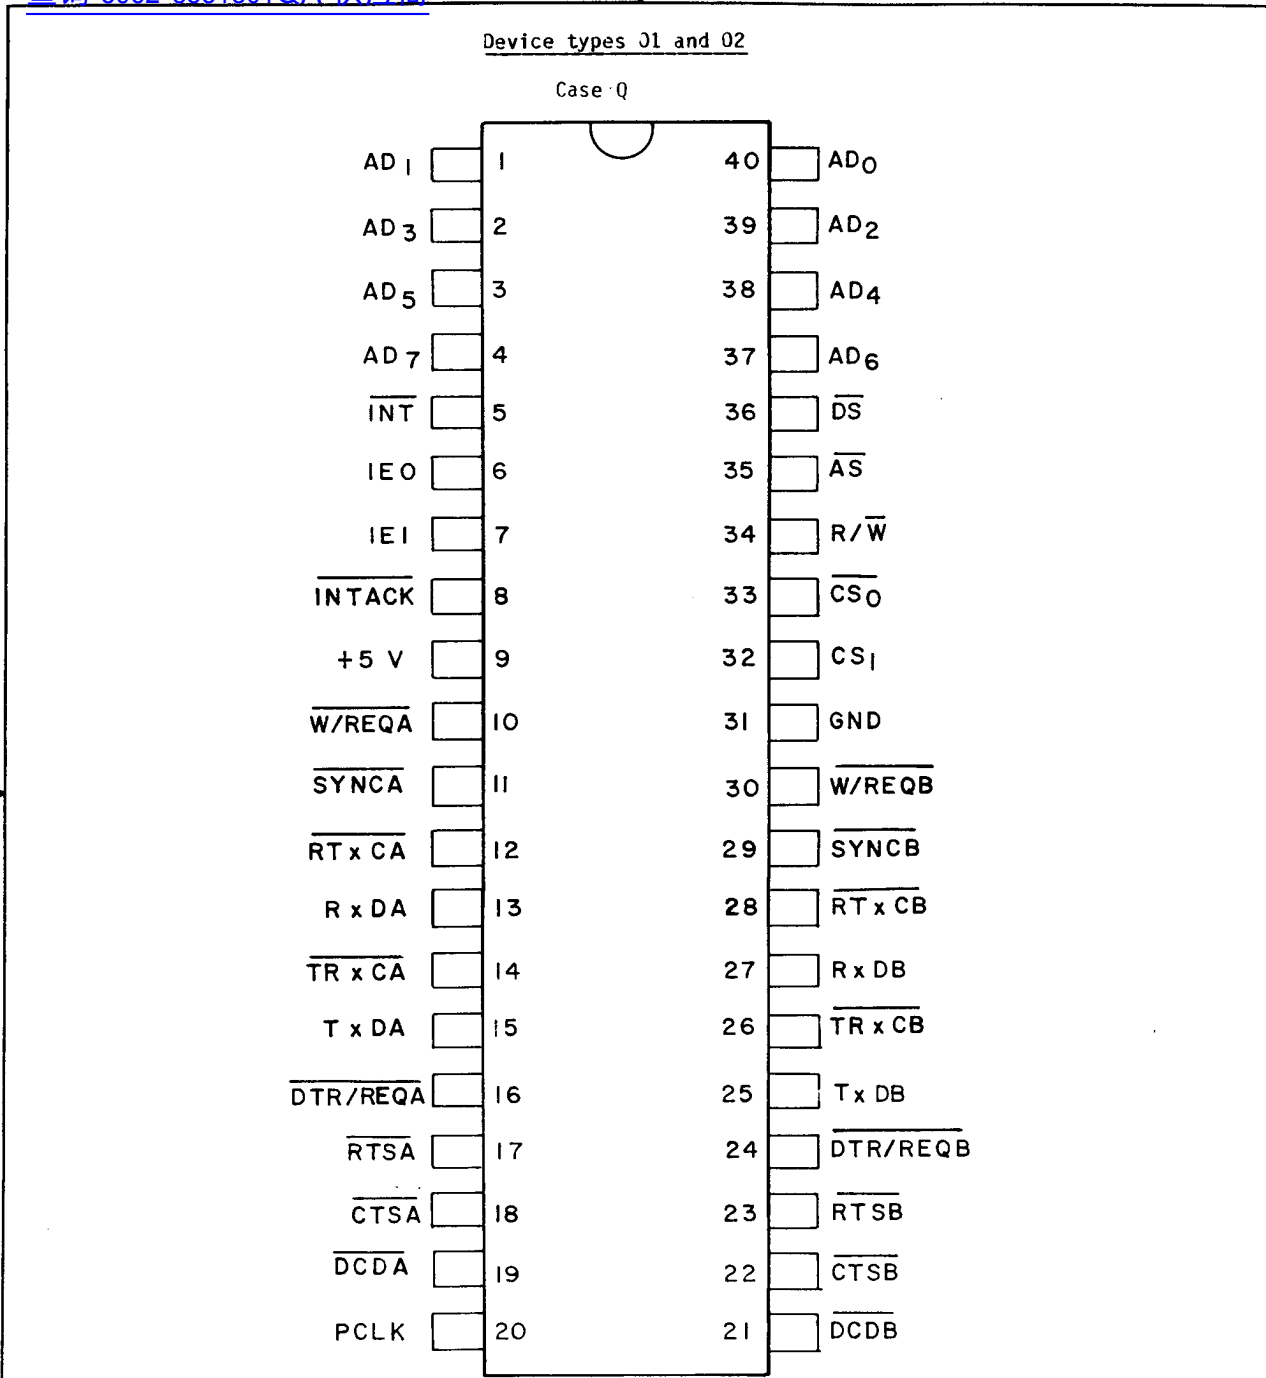 Device types 01 and 02
Case Q
AD1 1 40 AD0
AD3 2 39 AD2
AD5 3 38 AD4
AD7 4 37 AD6
INT 5 36 DS
IEO 6 35 AS
IEI 7 34 R/W
INTACK 8 33 CS0
+5 V 9 32 CS1
W/REQA 10 31 GND
SYNCA 11 30 W/REQB
RTxCA 12 29 SYNCB
RxDA 13 28 RTxCB
TRxCA 14 27 RxDB
TxDA 15 26 TRxCB
DTR/REQA 16 25 TxDB
RTSA 17 24 DTR/REQB
CTSA 18 23 RTSB
DCDA 19 22 CTSB
PCLK 20 21 DCDB